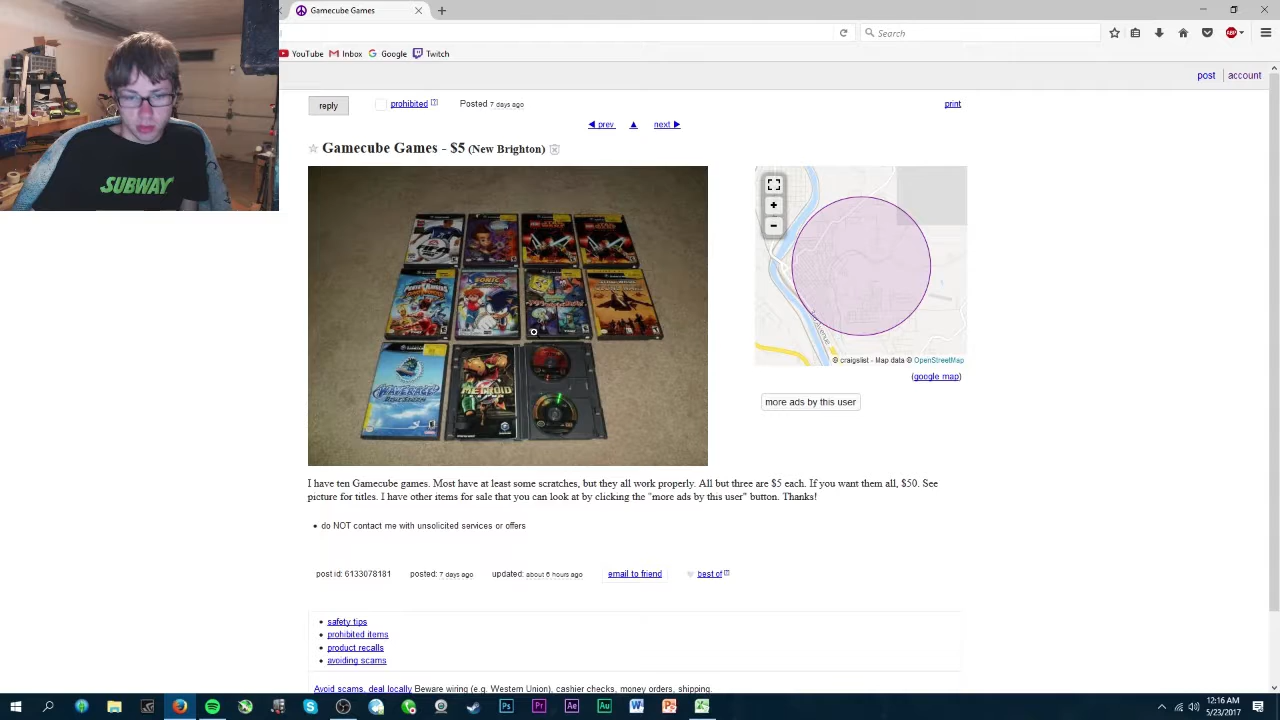 Gamecube Games
Search
YouTube Inbox Google Twitch
post account
reply prohibited [?] Posted 7 days ago print
◀ prev ▲ next ▶
☆ Gamecube Games - $5 (New Brighton)
SUBWAY
+
−
SONIC
METROID
© craigslist - Map data © OpenStreetMap
(google map)
more ads by this user
I have ten Gamecube games. Most have at least some scratches, but they all work properly. All but three are $5 each. If you want them all, $50. See
picture for titles. I have other items for sale that you can look at by clicking the "more ads by this user" button. Thanks!
• do NOT contact me with unsolicited services or offers
post id: 6133078181 posted: 7 days ago updated: about 6 hours ago email to friend ♥ best of [?]
• safety tips
• prohibited items
• product recalls
• avoiding scams
Avoid scams, deal locally Beware wiring (e.g. Western Union), cashier checks, money orders, shipping.
Ps Pr Ae Au
12:16 AM
5/23/2017